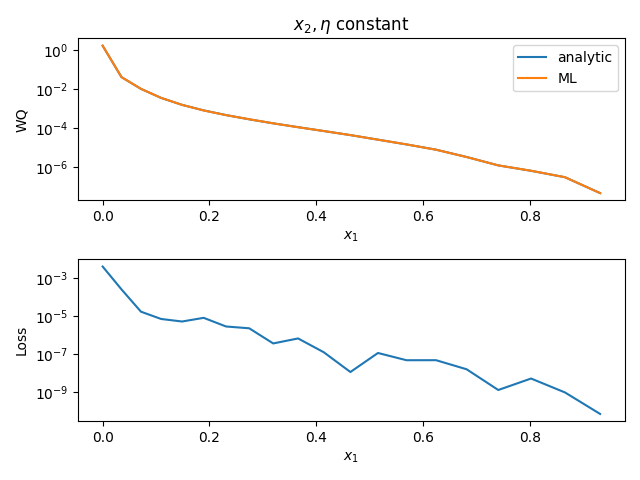 $x_2, \eta$ constant
10⁰
10⁻²
10⁻⁴
10⁻⁶
WQ
analytic
ML
0.0 0.2 0.4 0.6 0.8
$x_1$
10⁻³
10⁻⁵
10⁻⁷
10⁻⁹
Loss
0.0 0.2 0.4 0.6 0.8
$x_1$